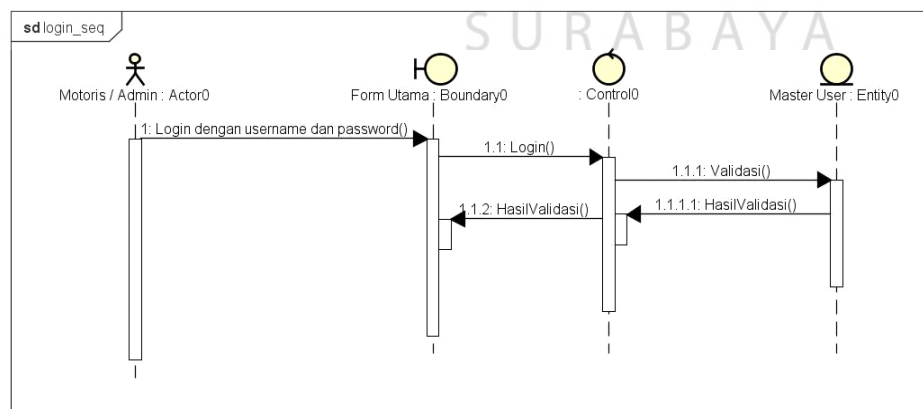 SURABAYA
sd login_seq
Motoris / Admin : Actor0
Form Utama : Boundary0
: Control0
Master User : Entity0
1: Login dengan username dan password()
1.1: Login()
1.1.1: Validasi()
1.1.2: HasilValidasi()
1.1.1.1: HasilValidasi()